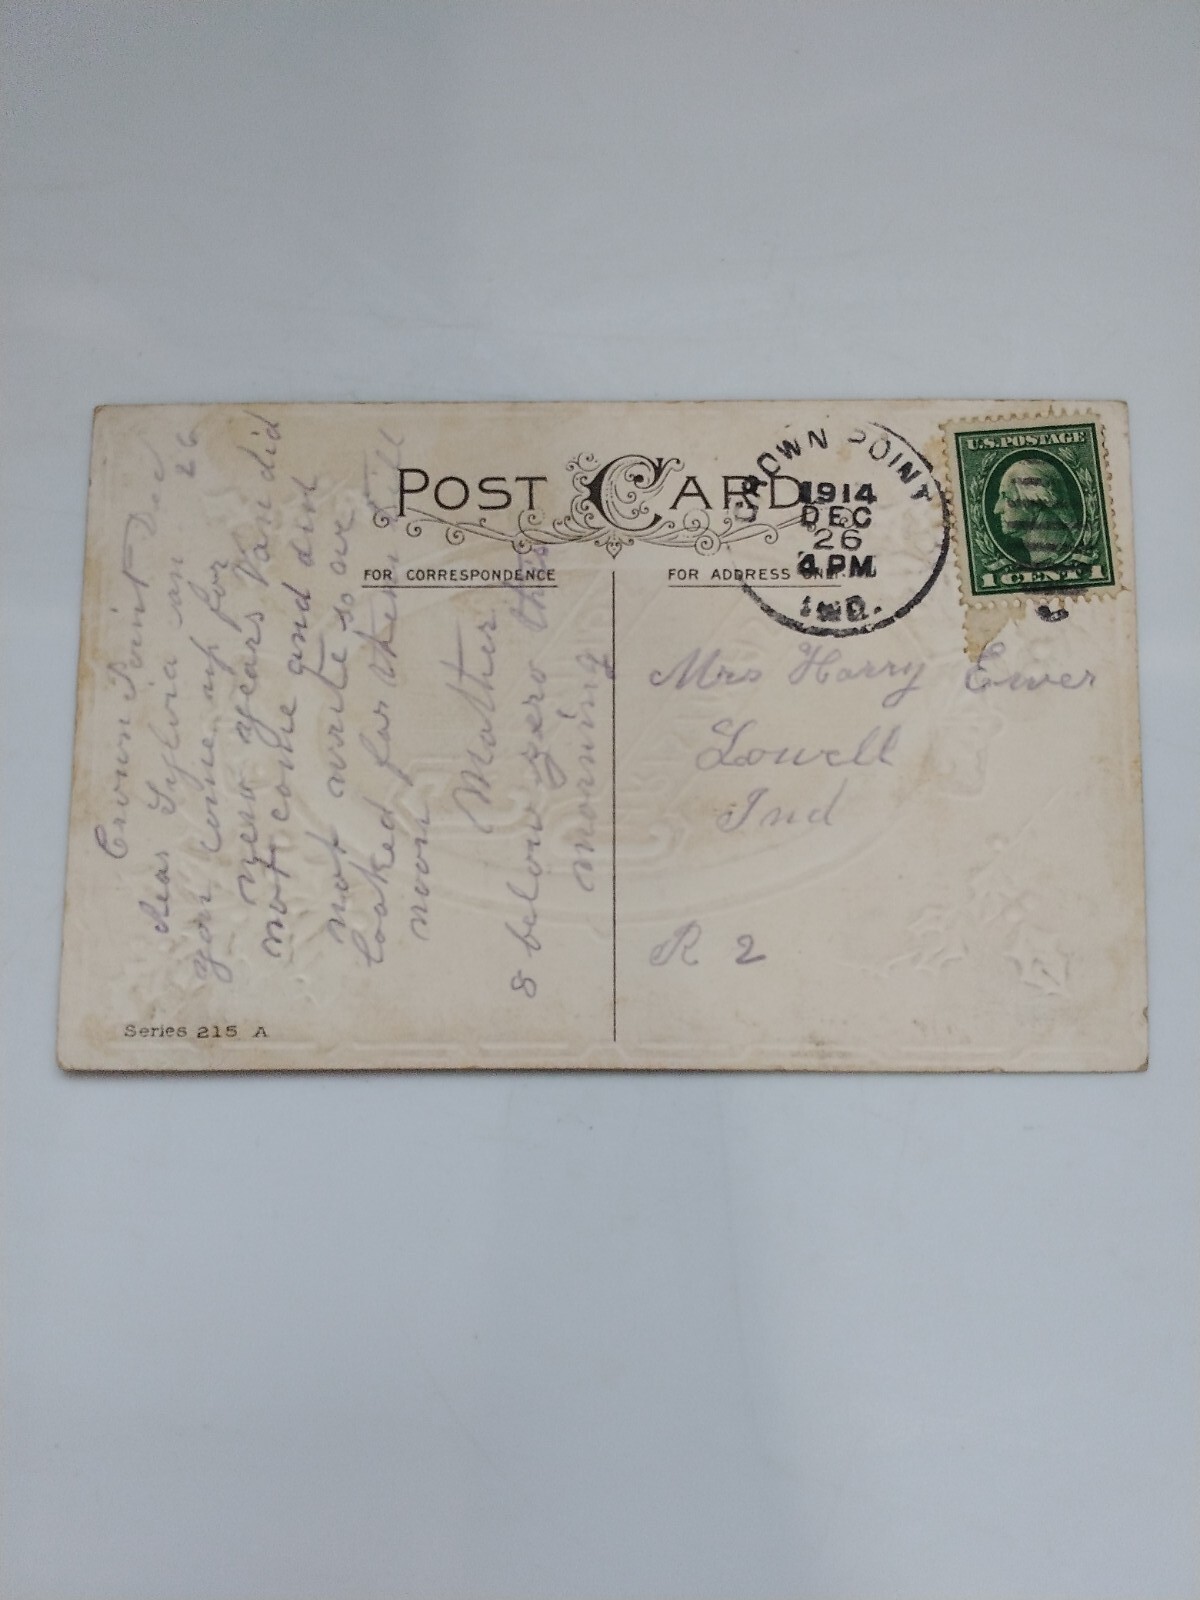 POST CARD
FOR CORRESPONDENCE
FOR ADDRESS ONLY
CROWN POINT
1914
DEC
26
4 PM
IND.
U.S. POSTAGE
1 CENT 1
Crown Point Dec
26
Dear Sylvia
you come up for
new years Van did
not come and did
not write so we
looked for them till
noon
Mother
8 below zero this
morning
Mrs Harry Ewer
Lowell
Ind
R 2
Series 215 A